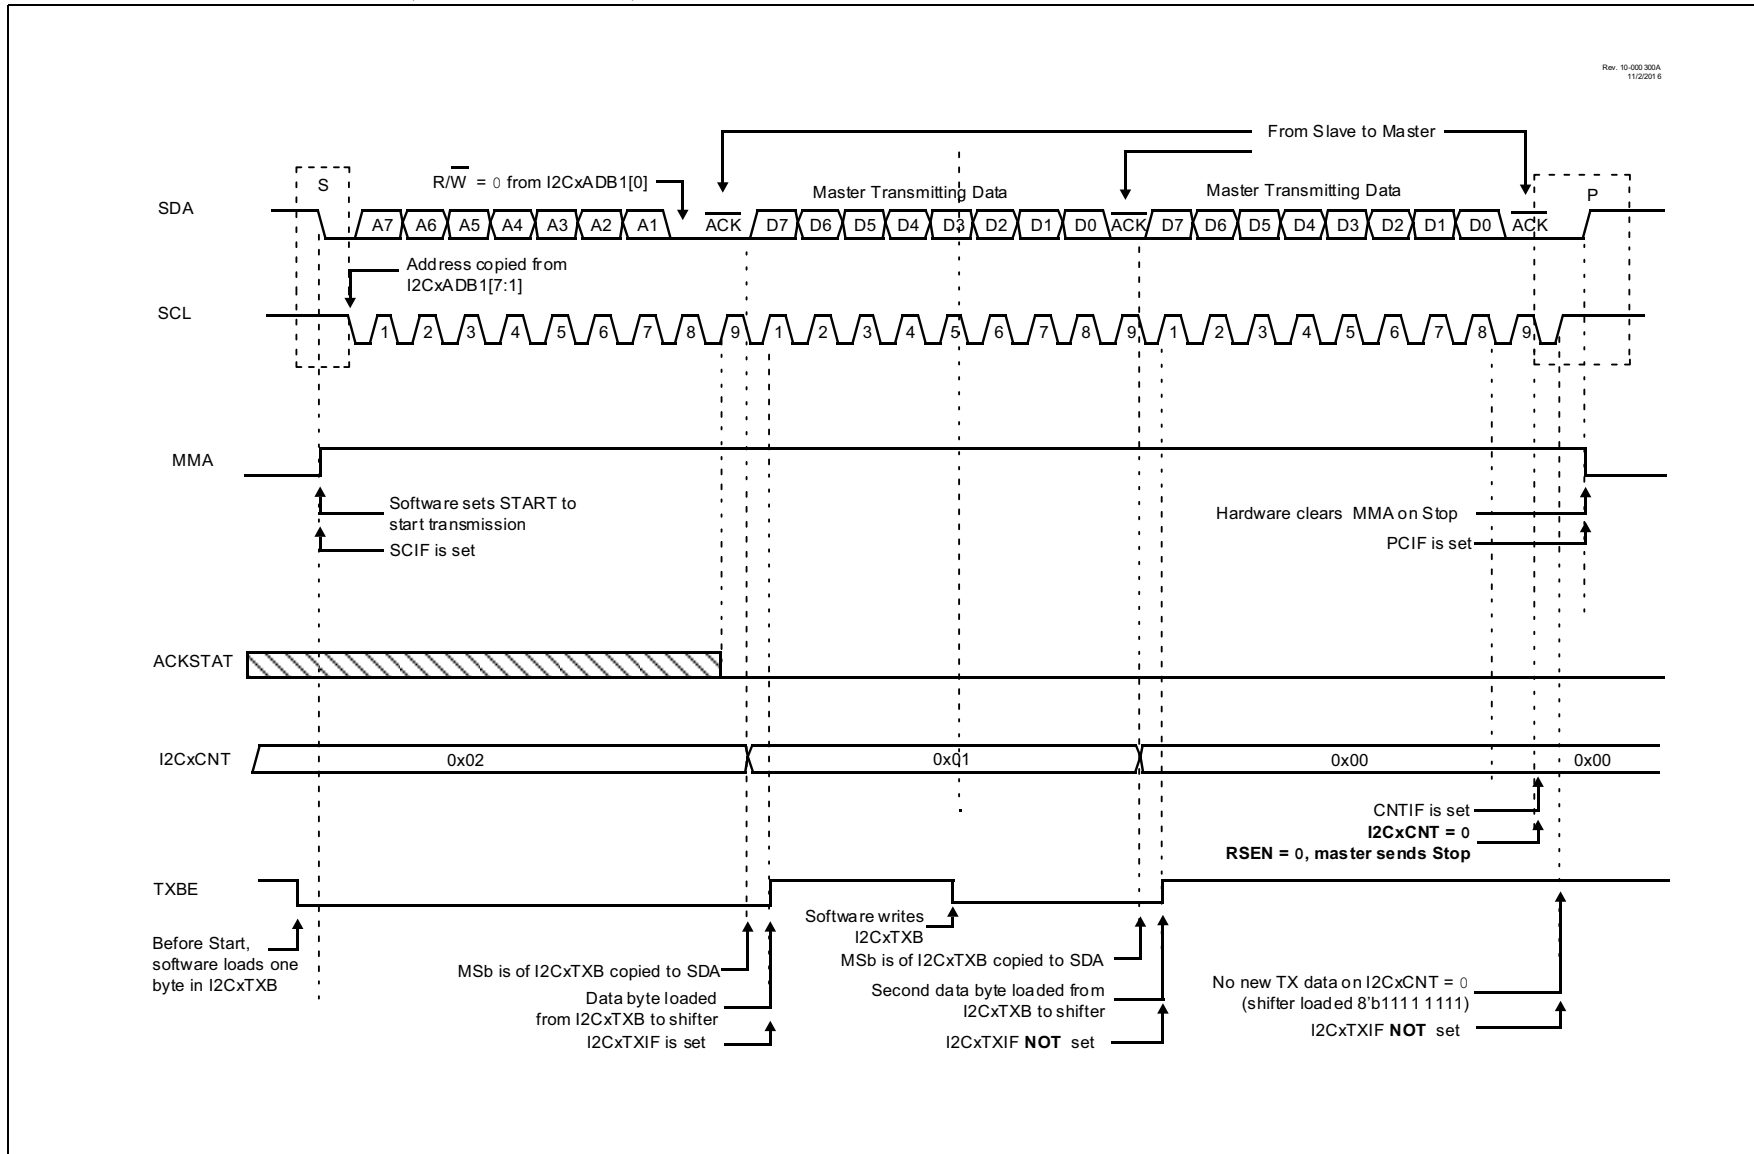 Rev. 10-000300A
11/2/2016
From Slave to Master
S
R/W = 0 from I2CxADB1[0]
Master Transmitting Data
Master Transmitting Data
P
SDA
A7 A6 A5 A4 A3 A2 A1 ACK D7 D6 D5 D4 D3 D2 D1 D0 ACK D7 D6 D5 D4 D3 D2 D1 D0 ACK
Address copied from
I2CxADB1[7:1]
SCL
1 2 3 4 5 6 7 8 9 1 2 3 4 5 6 7 8 9 1 2 3 4 5 6 7 8 9
MMA
Software sets START to
start transmission
SCIF is set
Hardware clears MMA on Stop
PCIF is set
ACKSTAT
I2CxCNT
0x02 0x01 0x00 0x00
CNTIF is set
I2CxCNT = 0
RSEN = 0, master sends Stop
TXBE
Before Start,
software loads one
byte in I2CxTXB
MSb is of I2CxTXB copied to SDA
Data byte loaded
from I2CxTXB to shifter
I2CxTXIF is set
Software writes
I2CxTXB
MSb is of I2CxTXB copied to SDA
Second data byte loaded from
I2CxTXB to shifter
I2CxTXIF NOT set
No new TX data on I2CxCNT = 0
(shifter loaded 8'b1111 1111)
I2CxTXIF NOT set